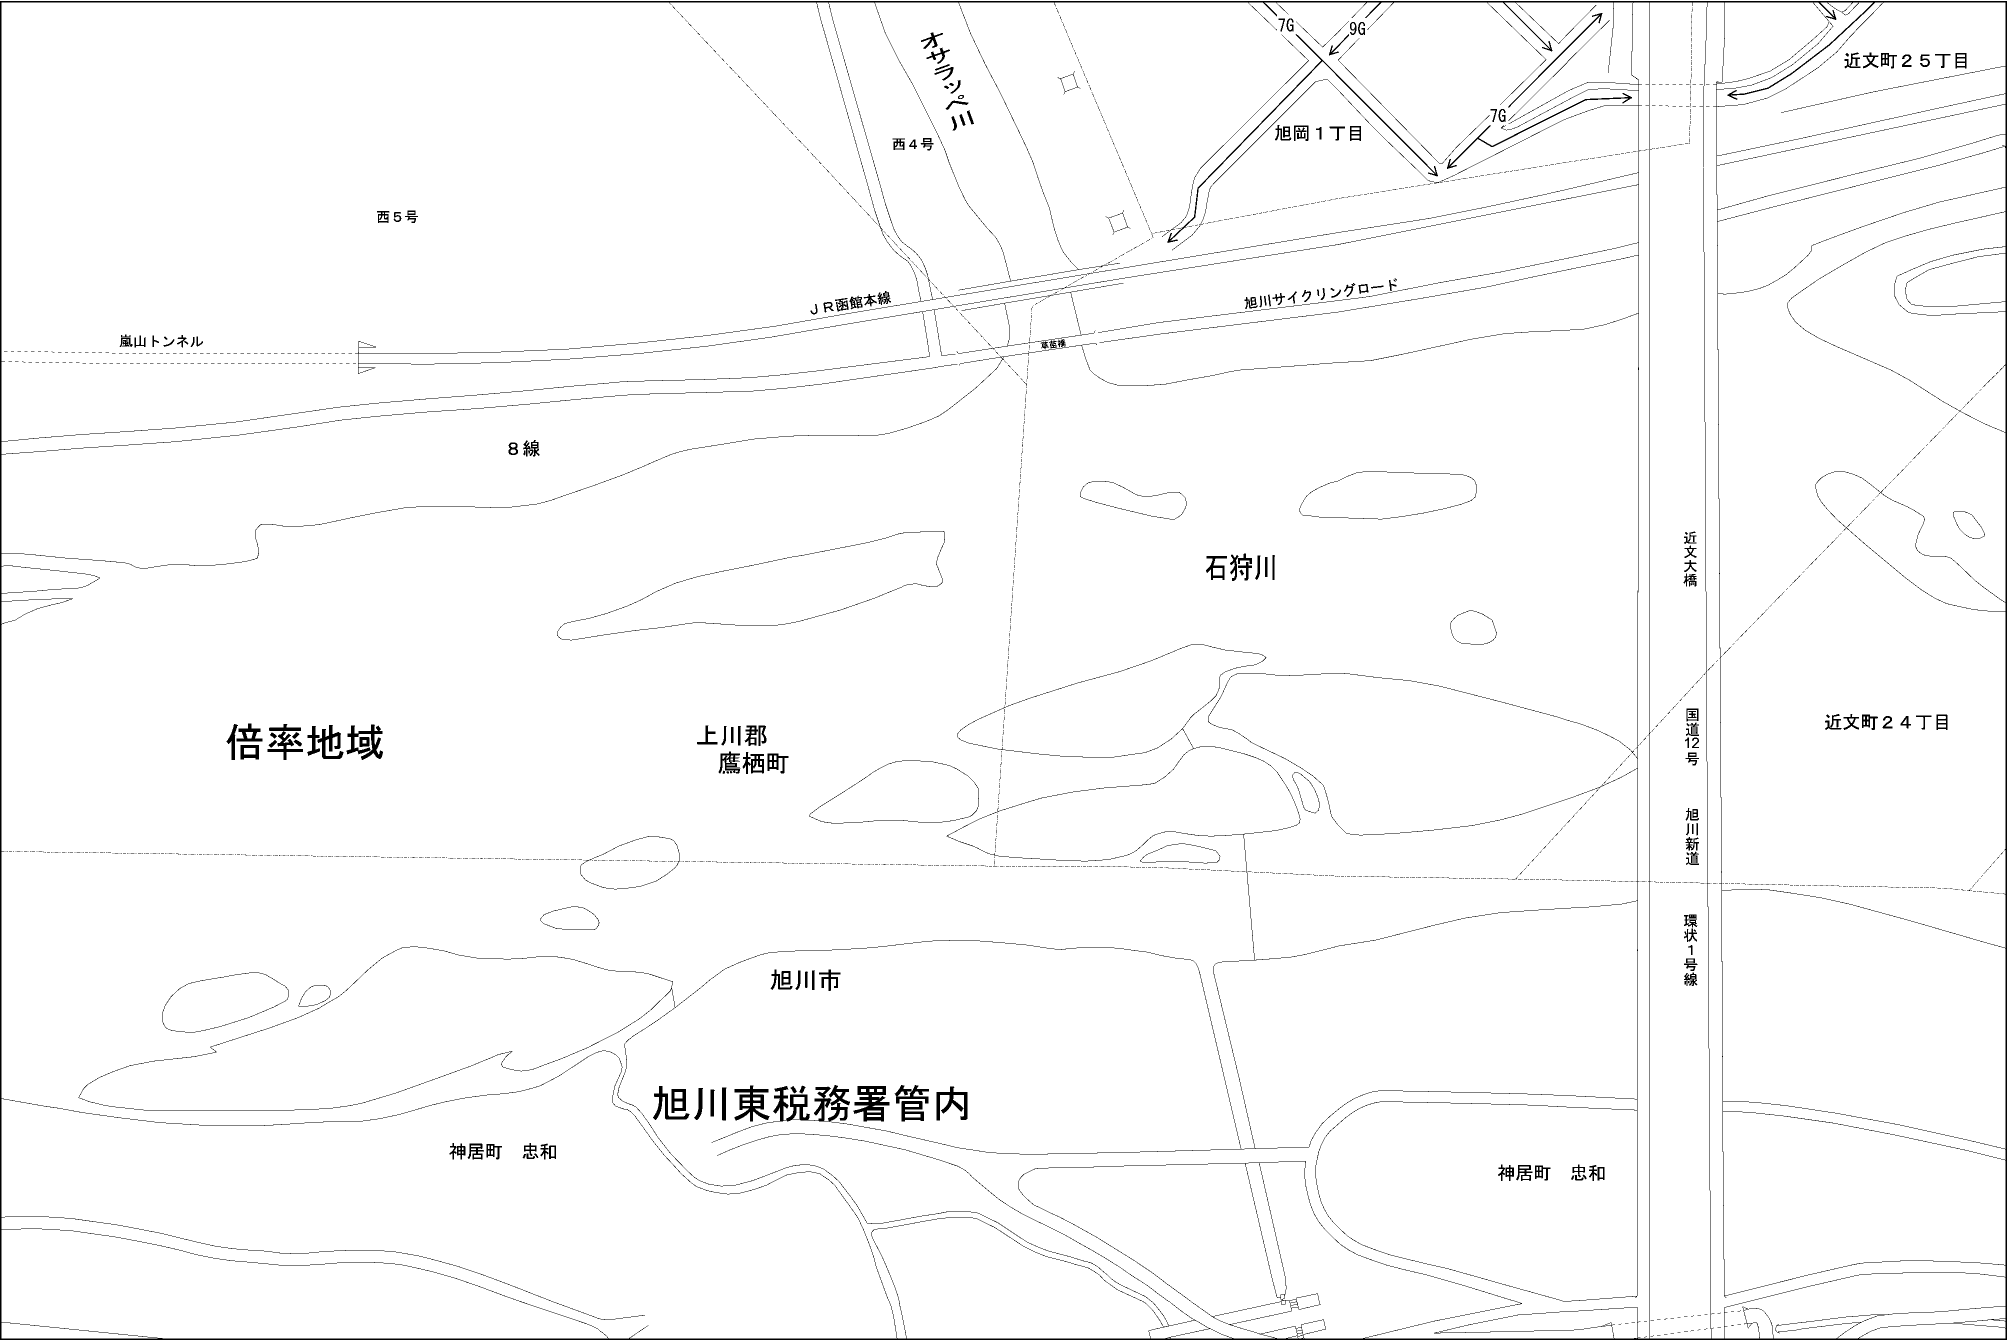 7G
9G
近文町２５丁目
オサラッペ川
7G
旭岡１丁目
西４号
西５号
ＪＲ函館本線
旭川サイクリングロード
嵐山トンネル
８線
近文大橋
石狩川
国道12号
近文町２４丁目
倍率地域
上川郡
鷹栖町
旭川新道
環状１号線
旭川市
旭川東税務署管内
神居町　忠和
神居町　忠和